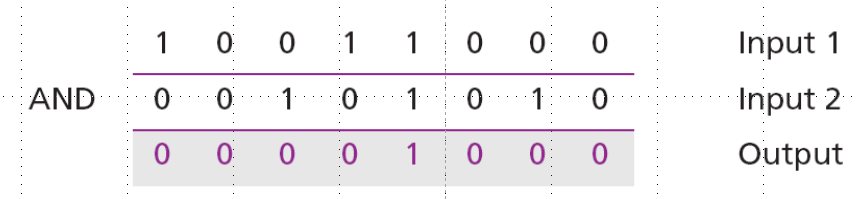 1 0 0 1 1 0 0 0 Input 1
AND 0 0 1 0 1 0 1 0 Input 2
0 0 0 0 1 0 0 0 Output